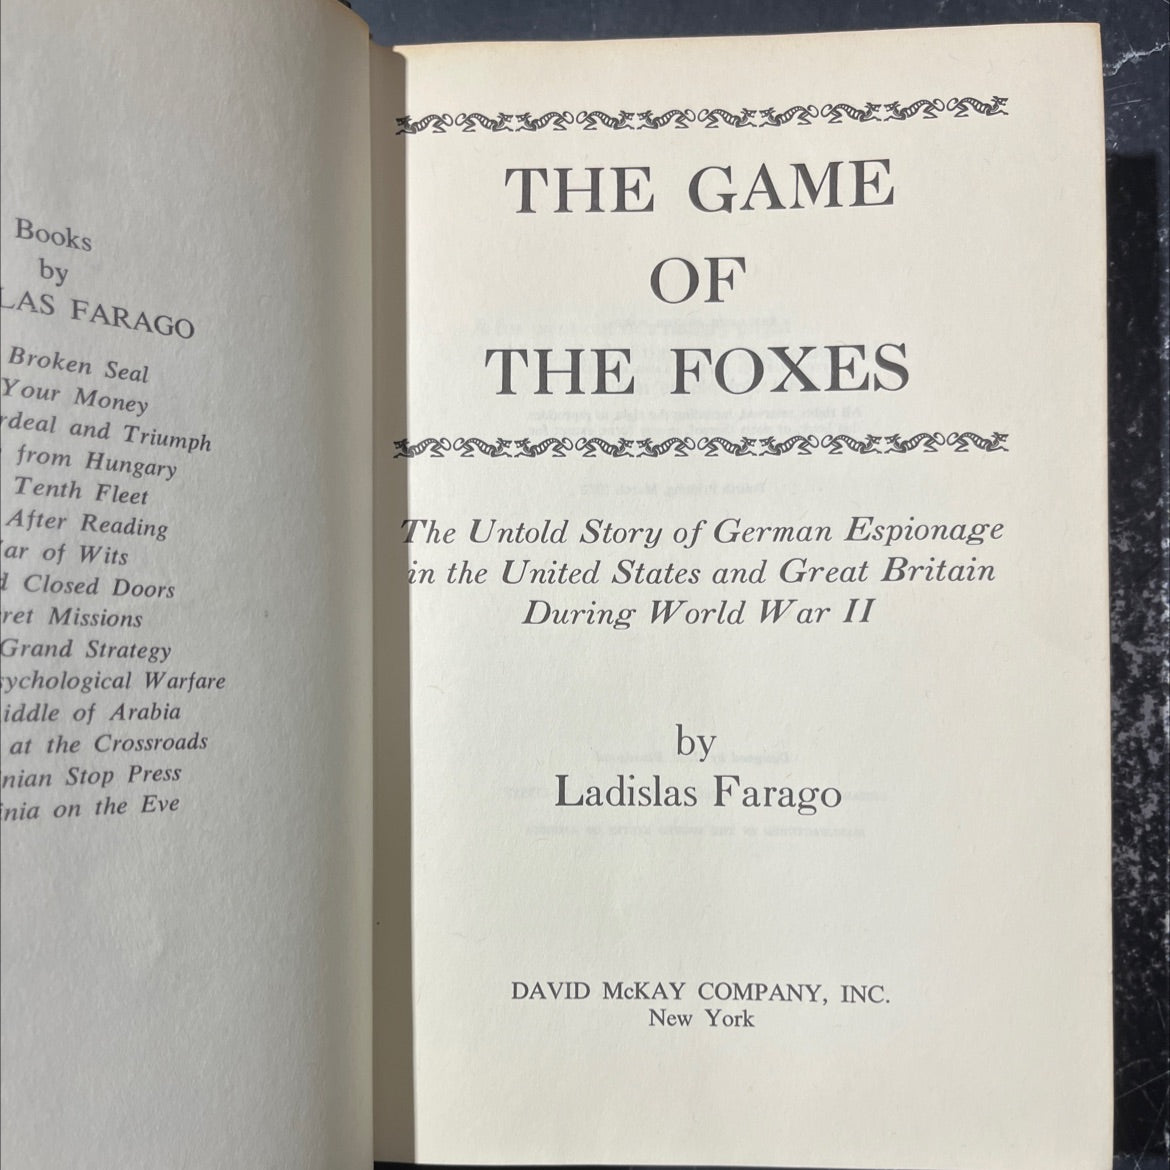 Books
by
LAS FARAGO
Broken Seal
Your Money
rdeal and Triumph
from Hungary
Tenth Fleet
After Reading
ar of Wits
d Closed Doors
ret Missions
Grand Strategy
sychological Warfare
iddle of Arabia
at the Crossroads
nian Stop Press
inia on the Eve
THE GAME
OF
THE FOXES
The Untold Story of German Espionage
in the United States and Great Britain
During World War II
by
Ladislas Farago
DAVID McKAY COMPANY, INC.
New York